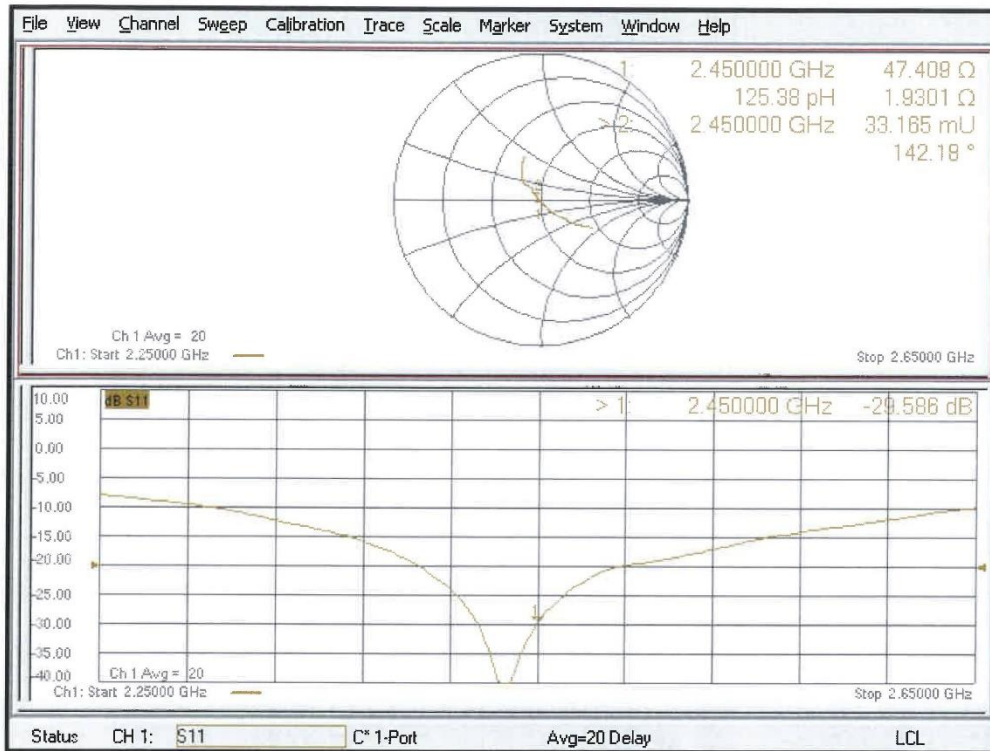 File View Channel Sweep Calibration Trace Scale Marker System Window Help
1: 2.450000 GHz 47.409 Ω
125.38 pH 1.9301 Ω
> 2: 2.450000 GHz 33.165 mU
142.18 °
Ch 1 Avg = 20
Ch1: Start 2.25000 GHz Stop 2.65000 GHz
10.00 dB S11 > 1: 2.450000 GHz -29.586 dB
5.00
0.00
-5.00
-10.00
-15.00
-20.00
-25.00
1
-30.00
-35.00
-40.00
Ch 1 Avg = 20
Ch1: Start 2.25000 GHz Stop 2.65000 GHz
Status CH 1: S11 C* 1-Port Avg=20 Delay LCL